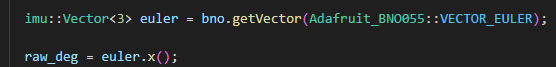 imu::Vector<3> euler = bno.getVector(Adafruit_BNO055::VECTOR_EULER);
raw_deg = euler.x();